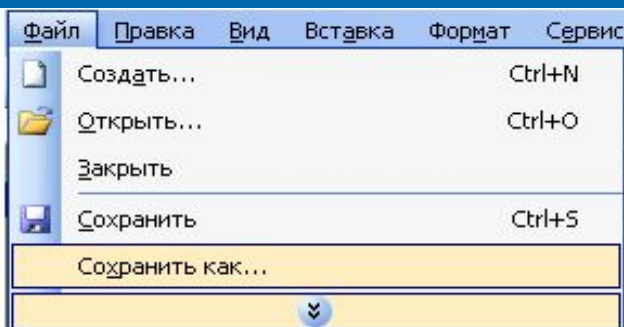 Файл Правка Вид Вставка Формат Сервис
Создать... Ctrl+N
Открыть... Ctrl+O
Закрыть
Сохранить Ctrl+S
Сохранить как...